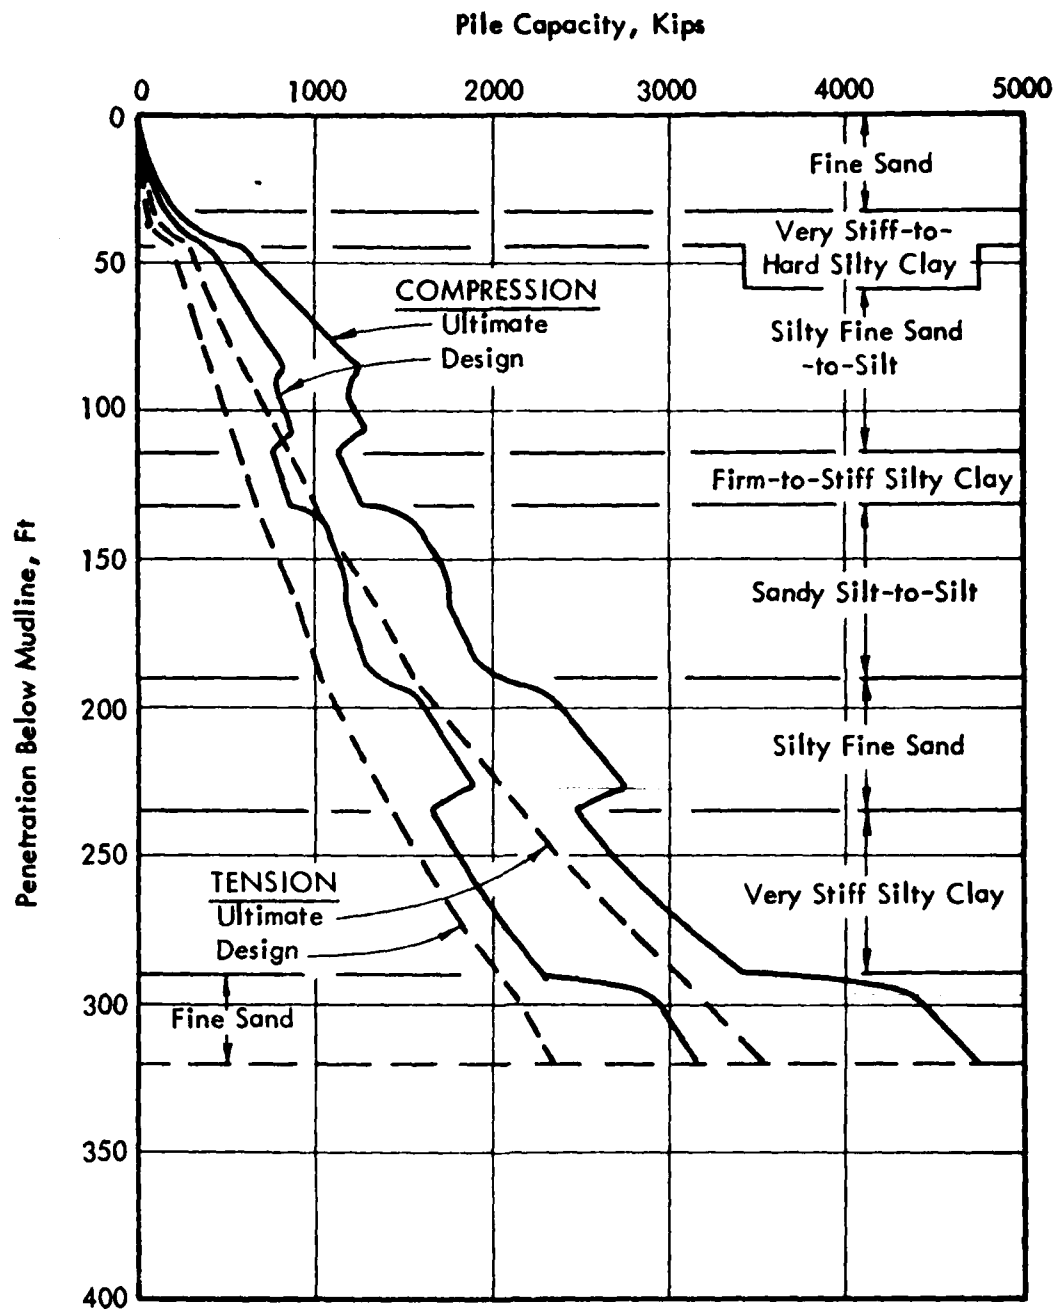 Pile Capacity, Kips
0 1000 2000 3000 4000 5000
0
Fine Sand
Very Stiff-to-
Hard Silty Clay
50
COMPRESSION
Ultimate
Design
Silty Fine Sand
-to-Silt
100
Firm-to-Stiff Silty Clay
150
Sandy Silt-to-Silt
Penetration Below Mudline, Ft
200
Silty Fine Sand
250
TENSION
Ultimate
Design
Very Stiff Silty Clay
300
Fine Sand
350
400